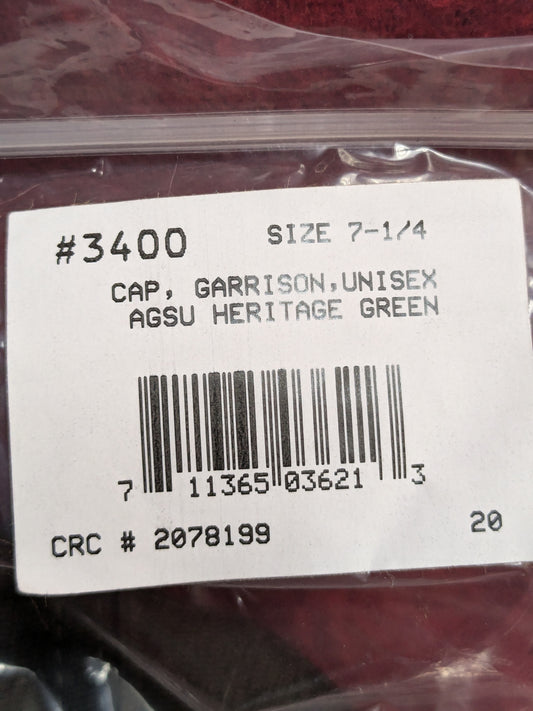 #3400 SIZE 7-1/4
CAP, GARRISON,UNISEX
AGSU HERITAGE GREEN
7 11365 03621 3
CRC # 2078199 20